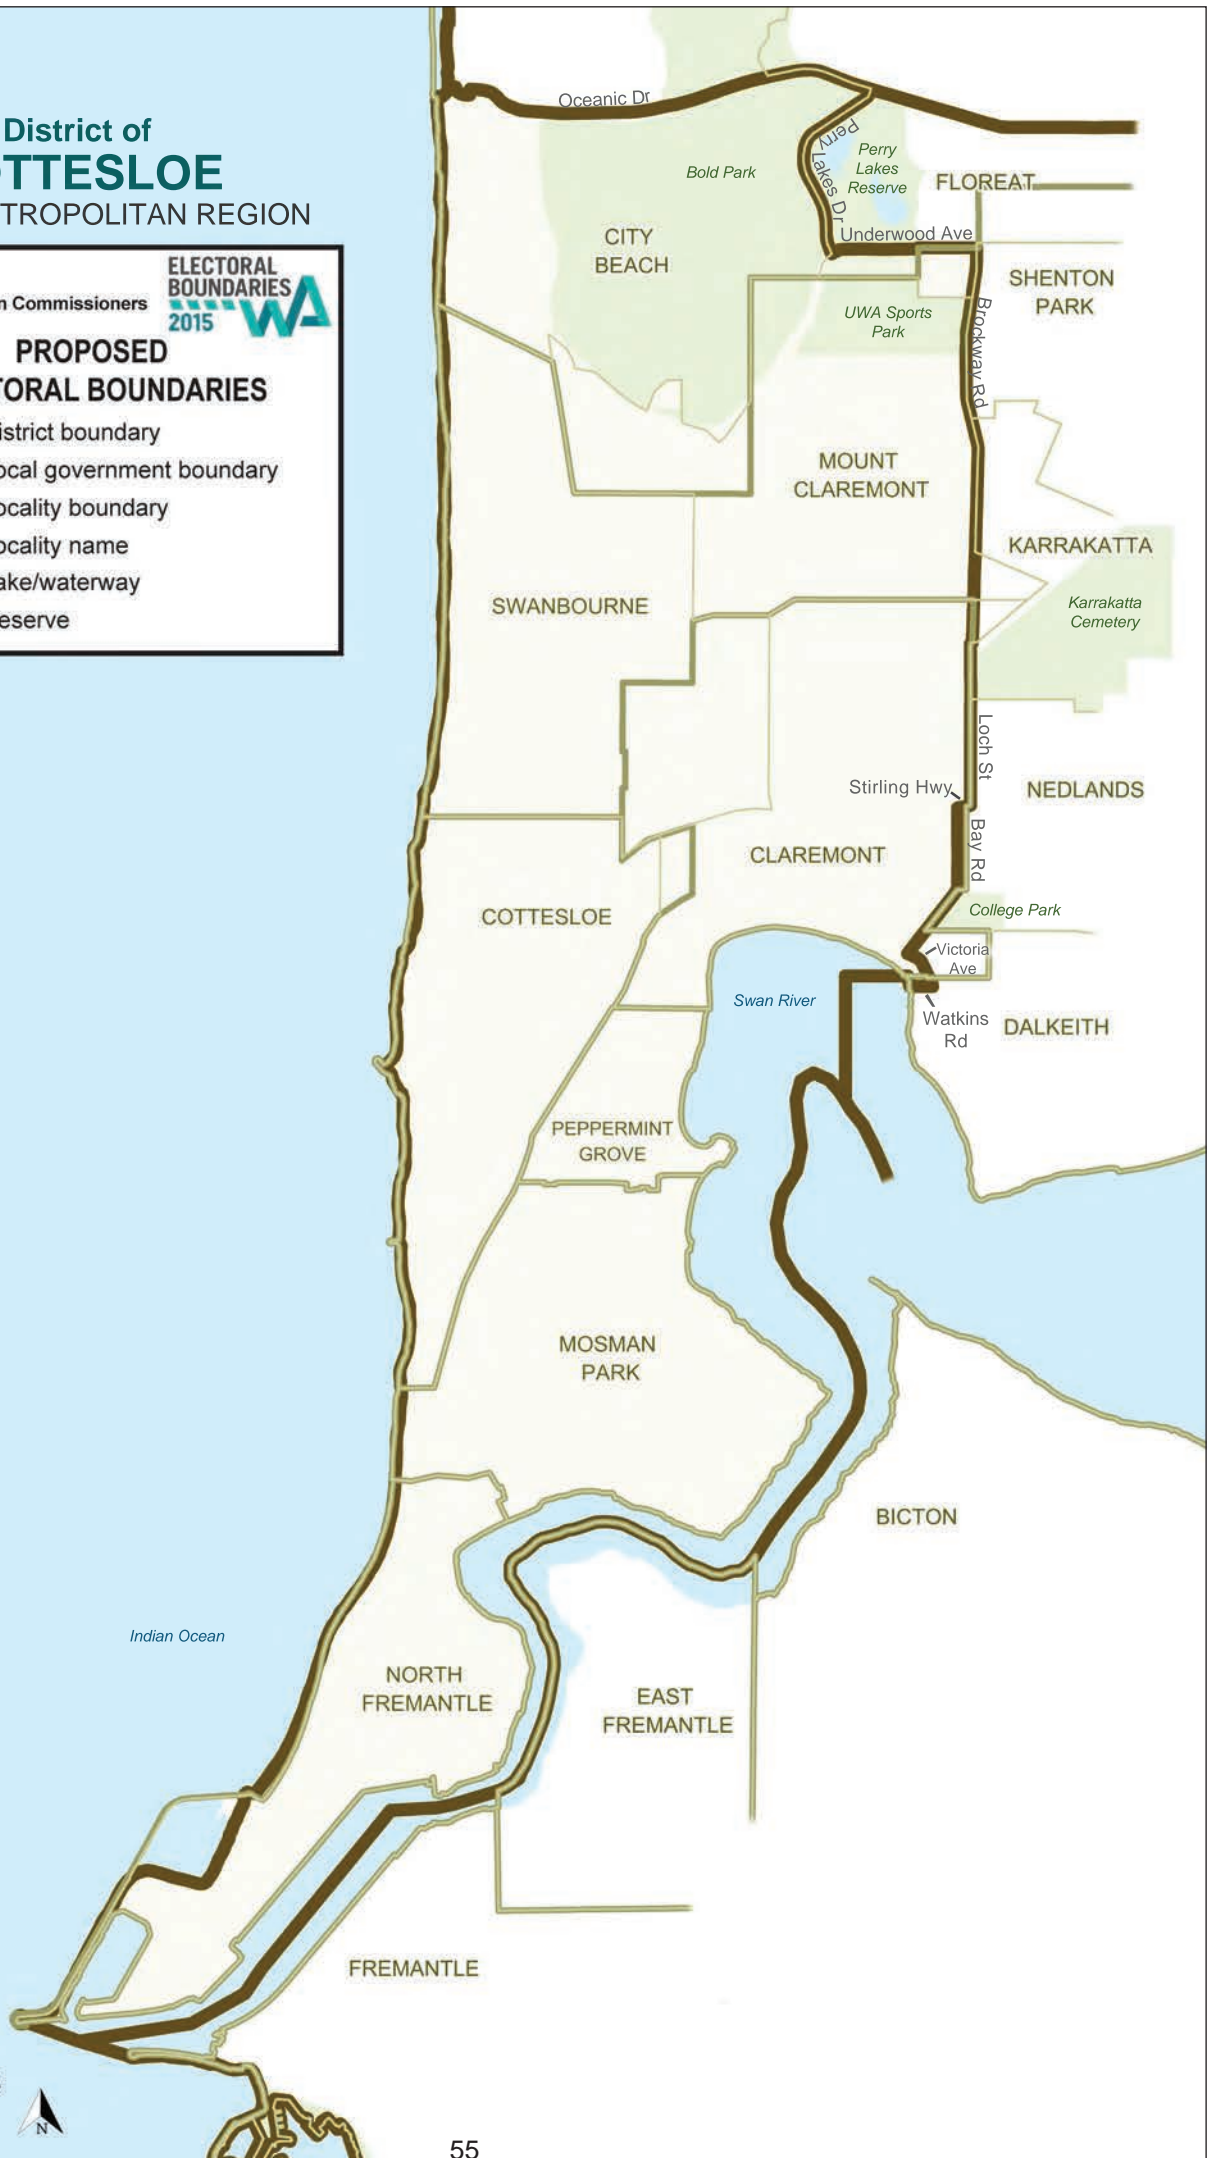 District of
OTTESLOE
TROPOLITAN REGION
ELECTORAL
BOUNDARIES
2015
WA
n Commissioners
PROPOSED
TORAL BOUNDARIES
istrict boundary
ocal government boundary
ocality boundary
ocality name
ake/waterway
eserve
Oceanic Dr
Perry
Lakes Dr
Perry
Lakes
Reserve
Bold Park
FLOREAT
Underwood Ave
CITY
BEACH
SHENTON
PARK
UWA Sports
Park
Brockway Rd
MOUNT
CLAREMONT
KARRAKATTA
Karrakatta
Cemetery
SWANBOURNE
Loch St
Stirling Hwy
NEDLANDS
Bay Rd
CLAREMONT
COTTESLOE
College Park
Victoria
Ave
Swan River
Watkins
Rd
DALKEITH
PEPPERMINT
GROVE
MOSMAN
PARK
BICTON
Indian Ocean
NORTH
FREMANTLE
EAST
FREMANTLE
FREMANTLE
N
55